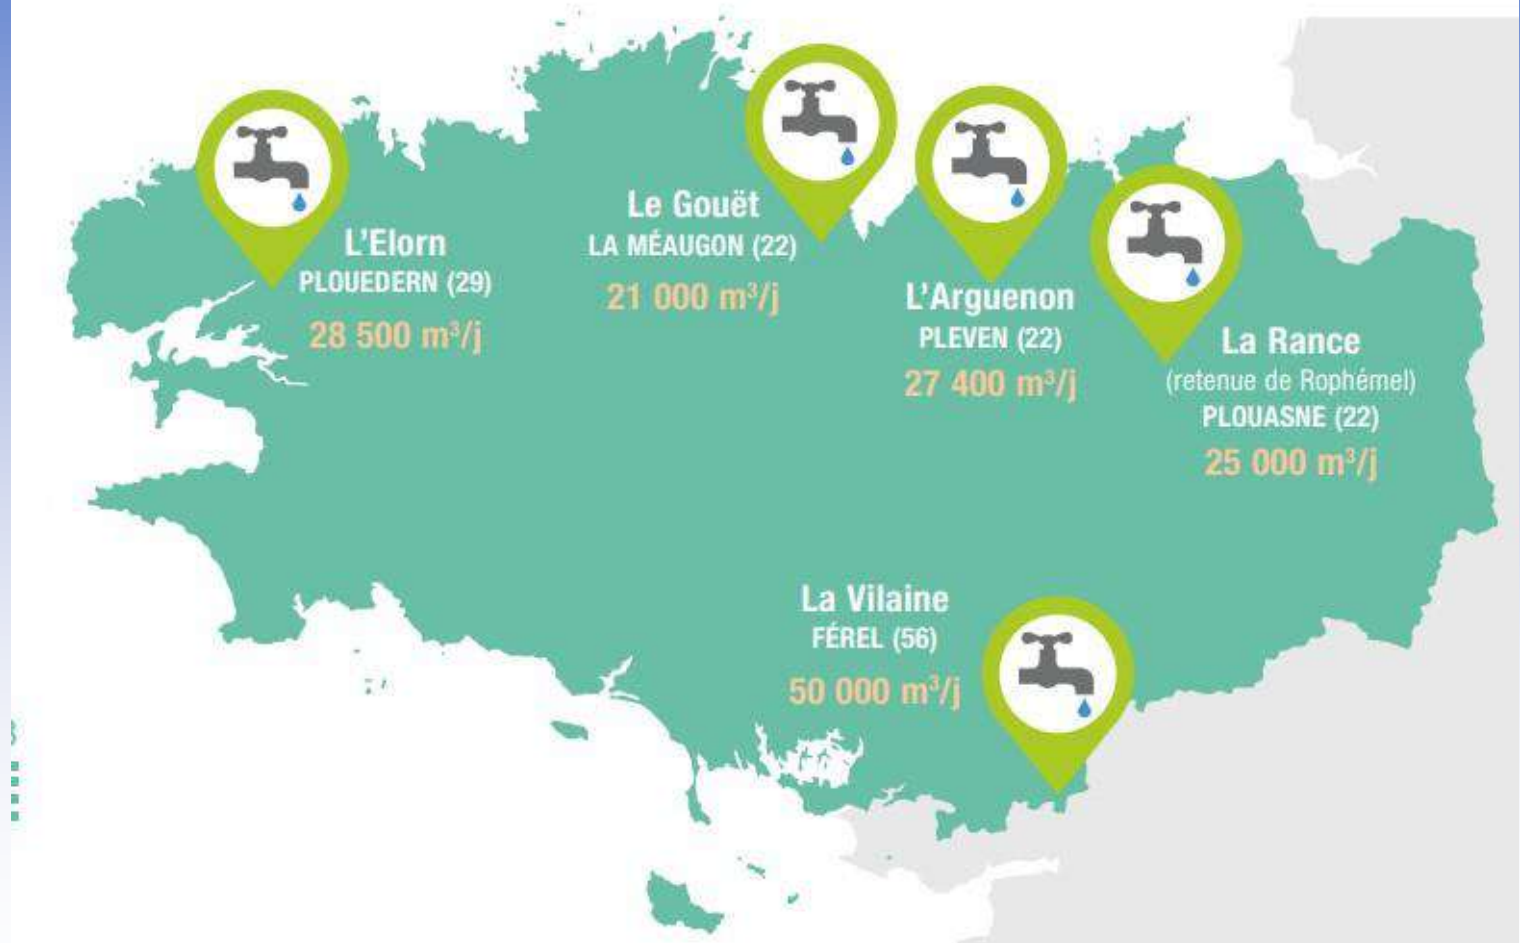 L'Elorn
PLOUEDERN (29)
28 500 m³/j
Le Gouët
LA MÉAUGON (22)
21 000 m³/j
L'Arguenon
PLEVEN (22)
27 400 m³/j
La Rance
(retenue de Rophémel)
PLOUASNE (22)
25 000 m³/j
La Vilaine
FÉREL (56)
50 000 m³/j